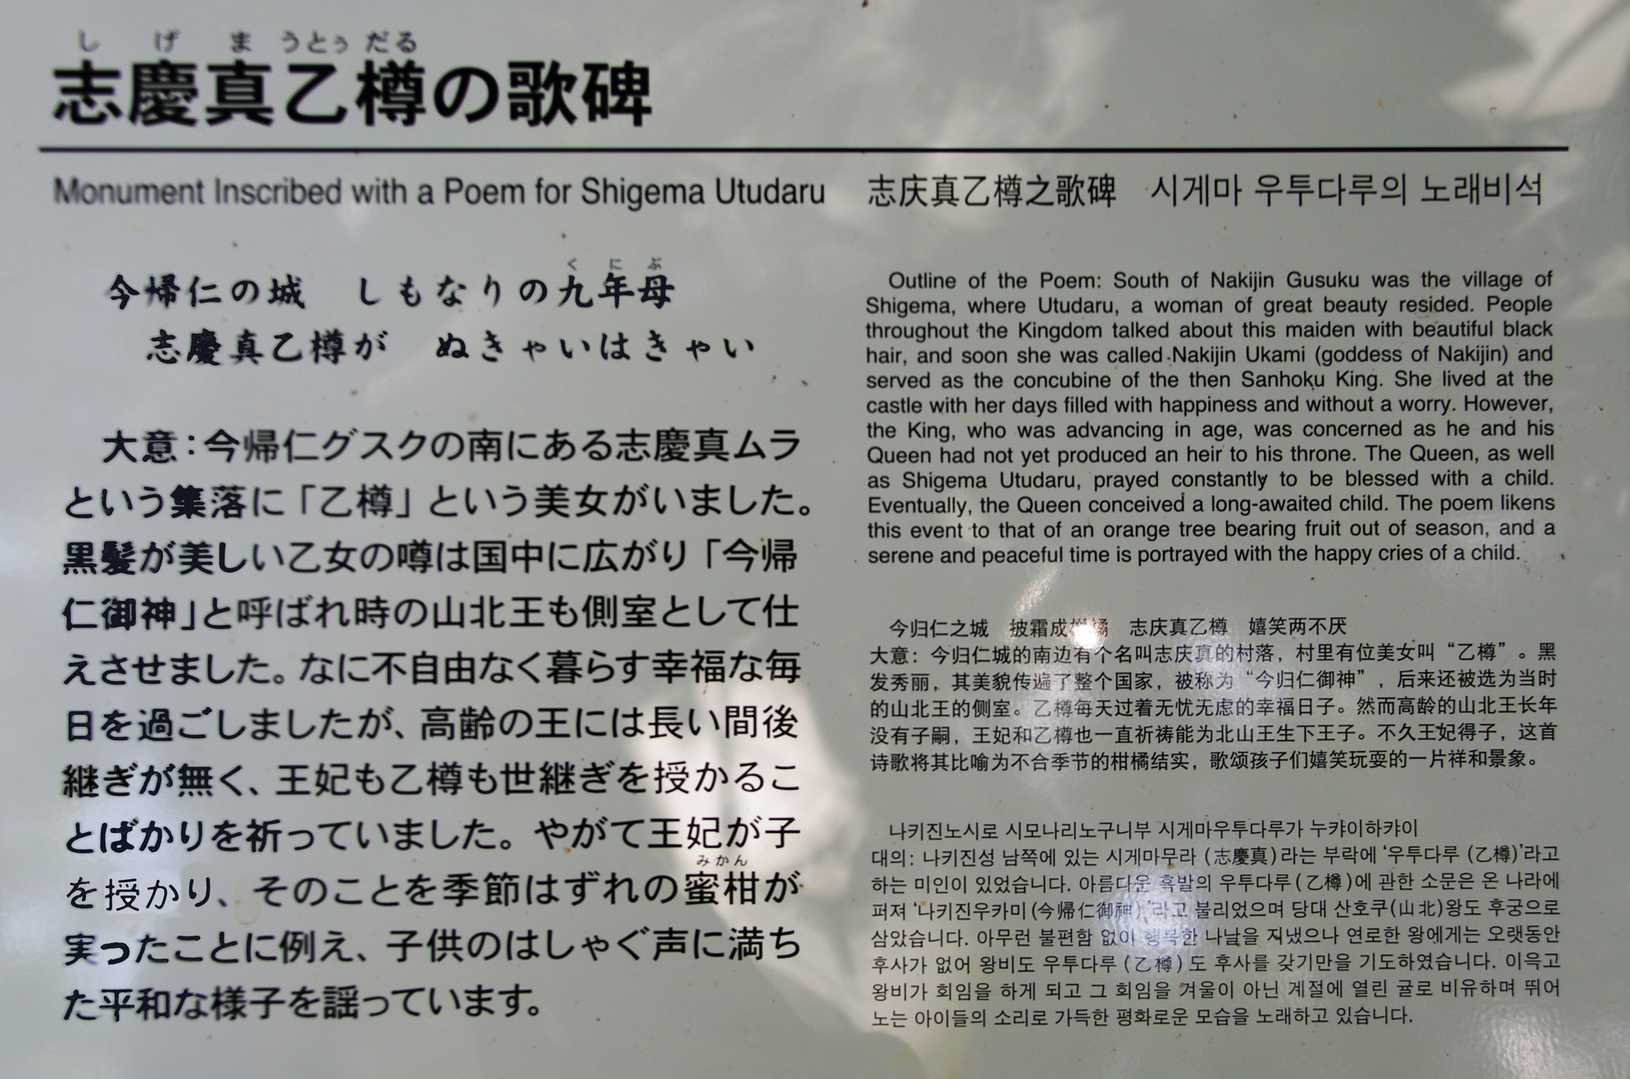 しげまうとぅだる
志慶真乙樽の歌碑
Monument Inscribed with a Poem for Shigema Utudaru 志庆真乙樽之歌碑 시게마 우투다루의 노래비석
くにぶ
今帰仁の城 しもなりの九年母
志慶真乙樽が ぬきゃいはきゃい
大意：今帰仁グスクの南にある志慶真ムラ
という集落に「乙樽」という美女がいました。
黒髪が美しい乙女の噂は国中に広がり「今帰
仁御神」と呼ばれ時の山北王も側室として仕
えさせました。なに不自由なく暮らす幸福な毎
日を過ごしましたが、高齢の王には長い間後
継ぎが無く、王妃も乙樽も世継ぎを授かるこ
とばかりを祈っていました。やがて王妃が子
みかん
を授かり、そのことを季節はずれの蜜柑が
実ったことに例え、子供のはしゃぐ声に満ち
た平和な様子を謡っています。
Outline of the Poem: South of Nakijin Gusuku was the village of
Shigema, where Utudaru, a woman of great beauty resided. People
throughout the Kingdom talked about this maiden with beautiful black
hair, and soon she was called Nakijin Ukami (goddess of Nakijin) and
served as the concubine of the then Sanhoku King. She lived at the
castle with her days filled with happiness and without a worry. However,
the King, who was advancing in age, was concerned as he and his
Queen had not yet produced an heir to his throne. The Queen, as well
as Shigema Utudaru, prayed constantly to be blessed with a child.
Eventually, the Queen conceived a long-awaited child. The poem likens
this event to that of an orange tree bearing fruit out of season, and a
serene and peaceful time is portrayed with the happy cries of a child.
今归仁之城 披霜成 志庆真乙樽 嬉笑两不厌
大意：今归仁城的南边有个名叫志庆真的村落，村里有位美女叫“乙樽”。黑
发秀丽，其美貌传遍了整个国家，被称为“今归仁御神”，后来还被选为当时
的山北王的侧室。乙樽每天过着无忧无虑的幸福日子。然而高龄的山北王长年
没有子嗣，王妃和乙樽也一直祈祷能为北山王生下王子。不久王妃得子，这首
诗歌将其比喻为不合季节的柑橘结实，歌颂孩子们嬉笑玩耍的一片祥和景象。
나키진노시로 시모나리노구니부 시게마우투다루가 누캬이하캬이
대의: 나키진성 남쪽에 있는 시게마무라 (志慶真)라는 부락에 ‘우투다루 (乙樽)’라고
하는 미인이 있었습니다. 아름다운 흑발의 우투다루(乙樽)에 관한 소문은 온 나라에
퍼져 ‘나키진우카미(今帰仁御神)’라고 불리었으며 당대 산호쿠(山北)왕도 후궁으로
삼았습니다. 아무런 불편함 없이 행복한 나날을 지냈으나 연로한 왕에게는 오랫동안
후사가 없어 왕비도 우투다루 (乙樽) 도 후사를 갖기만을 기도하였습니다. 이윽고
왕비가 회임을 하게 되고 그 회임을 겨울이 아닌 계절에 열린 귤로 비유하며 뛰어
노는 아이들의 소리로 가득한 평화로운 모습을 노래하고 있습니다.